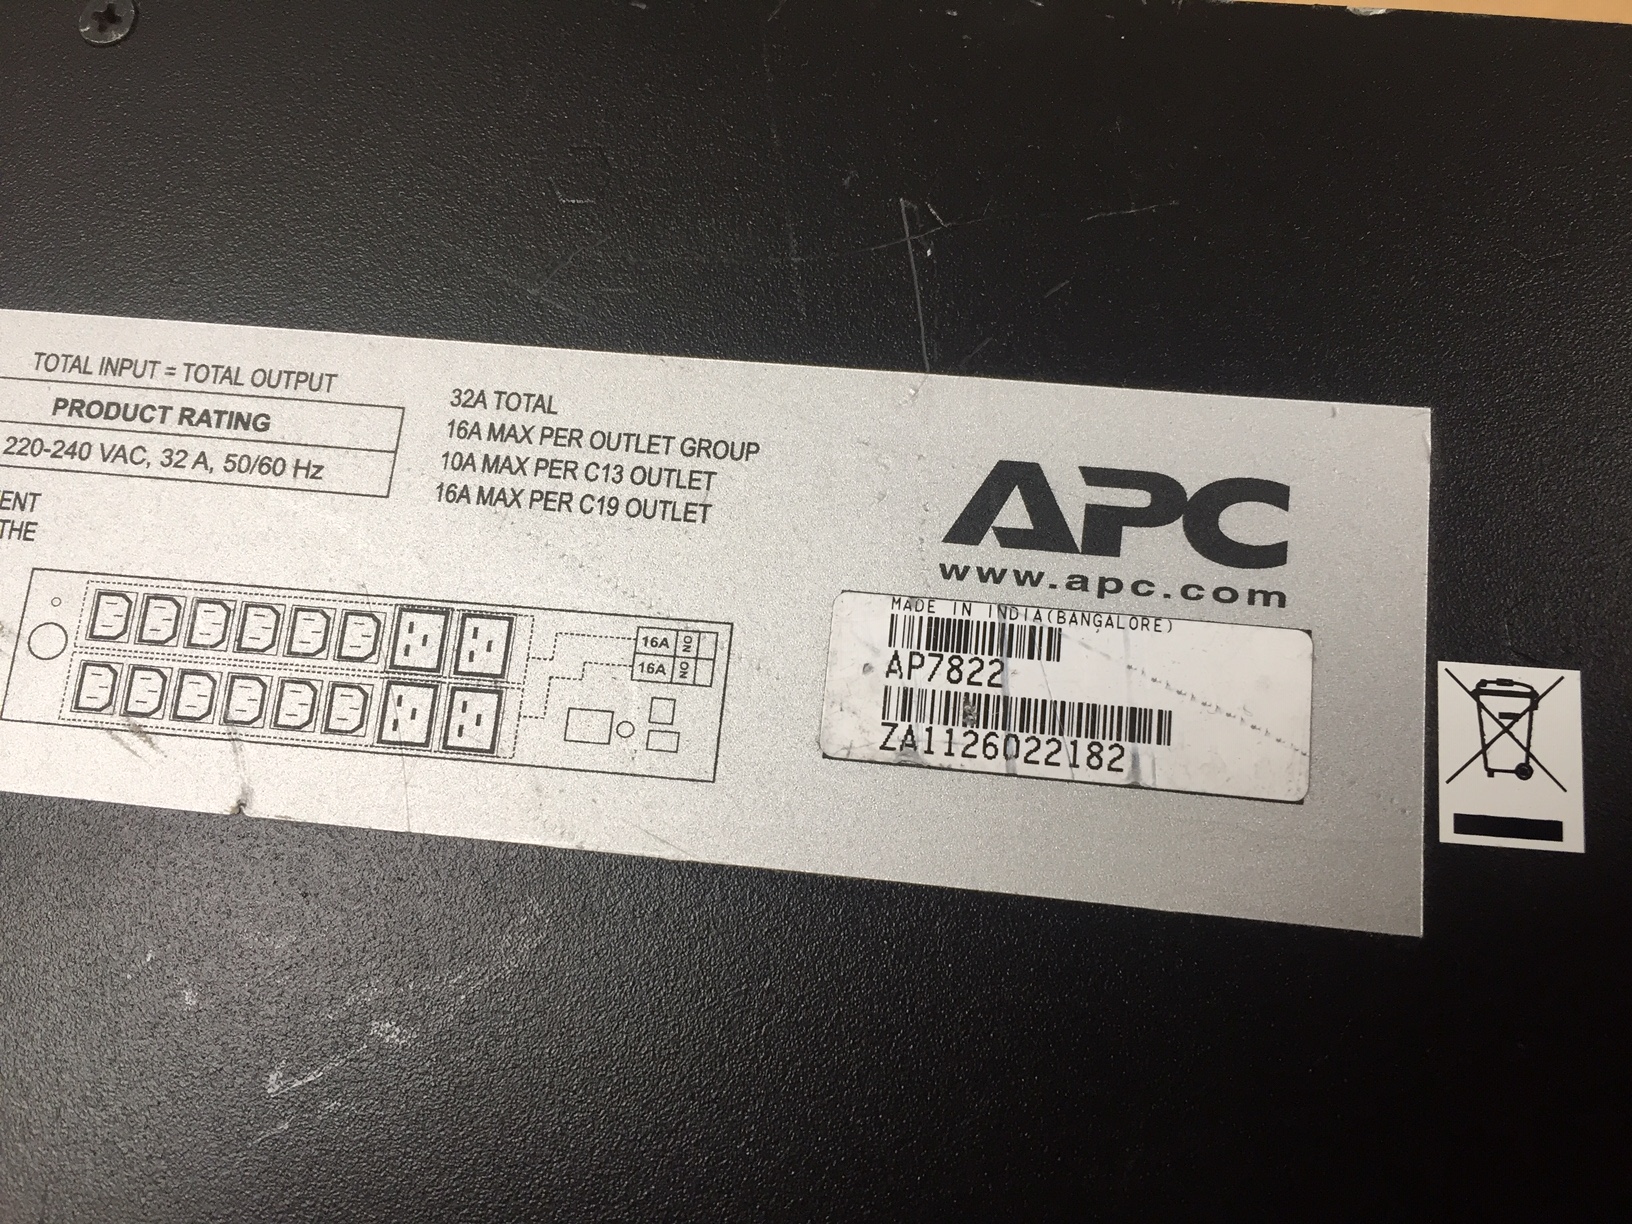 TOTAL INPUT = TOTAL OUTPUT
PRODUCT RATING
220-240 VAC, 32 A, 50/60 Hz
ENT
THE
32A TOTAL
16A MAX PER OUTLET GROUP
10A MAX PER C13 OUTLET
16A MAX PER C19 OUTLET
APC
www.apc.com
16A ON
16A ON
MADE IN INDIA(BANGALORE)
AP7822
ZA1126022182